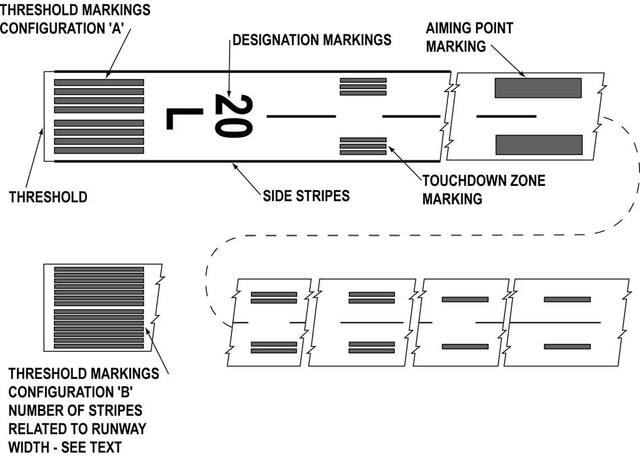 THRESHOLD MARKINGS
CONFIGURATION 'A'
DESIGNATION MARKINGS
AIMING POINT
MARKING
20
L
THRESHOLD
SIDE STRIPES
TOUCHDOWN ZONE
MARKING
THRESHOLD MARKINGS
CONFIGURATION 'B'
NUMBER OF STRIPES
RELATED TO RUNWAY
WIDTH - SEE TEXT